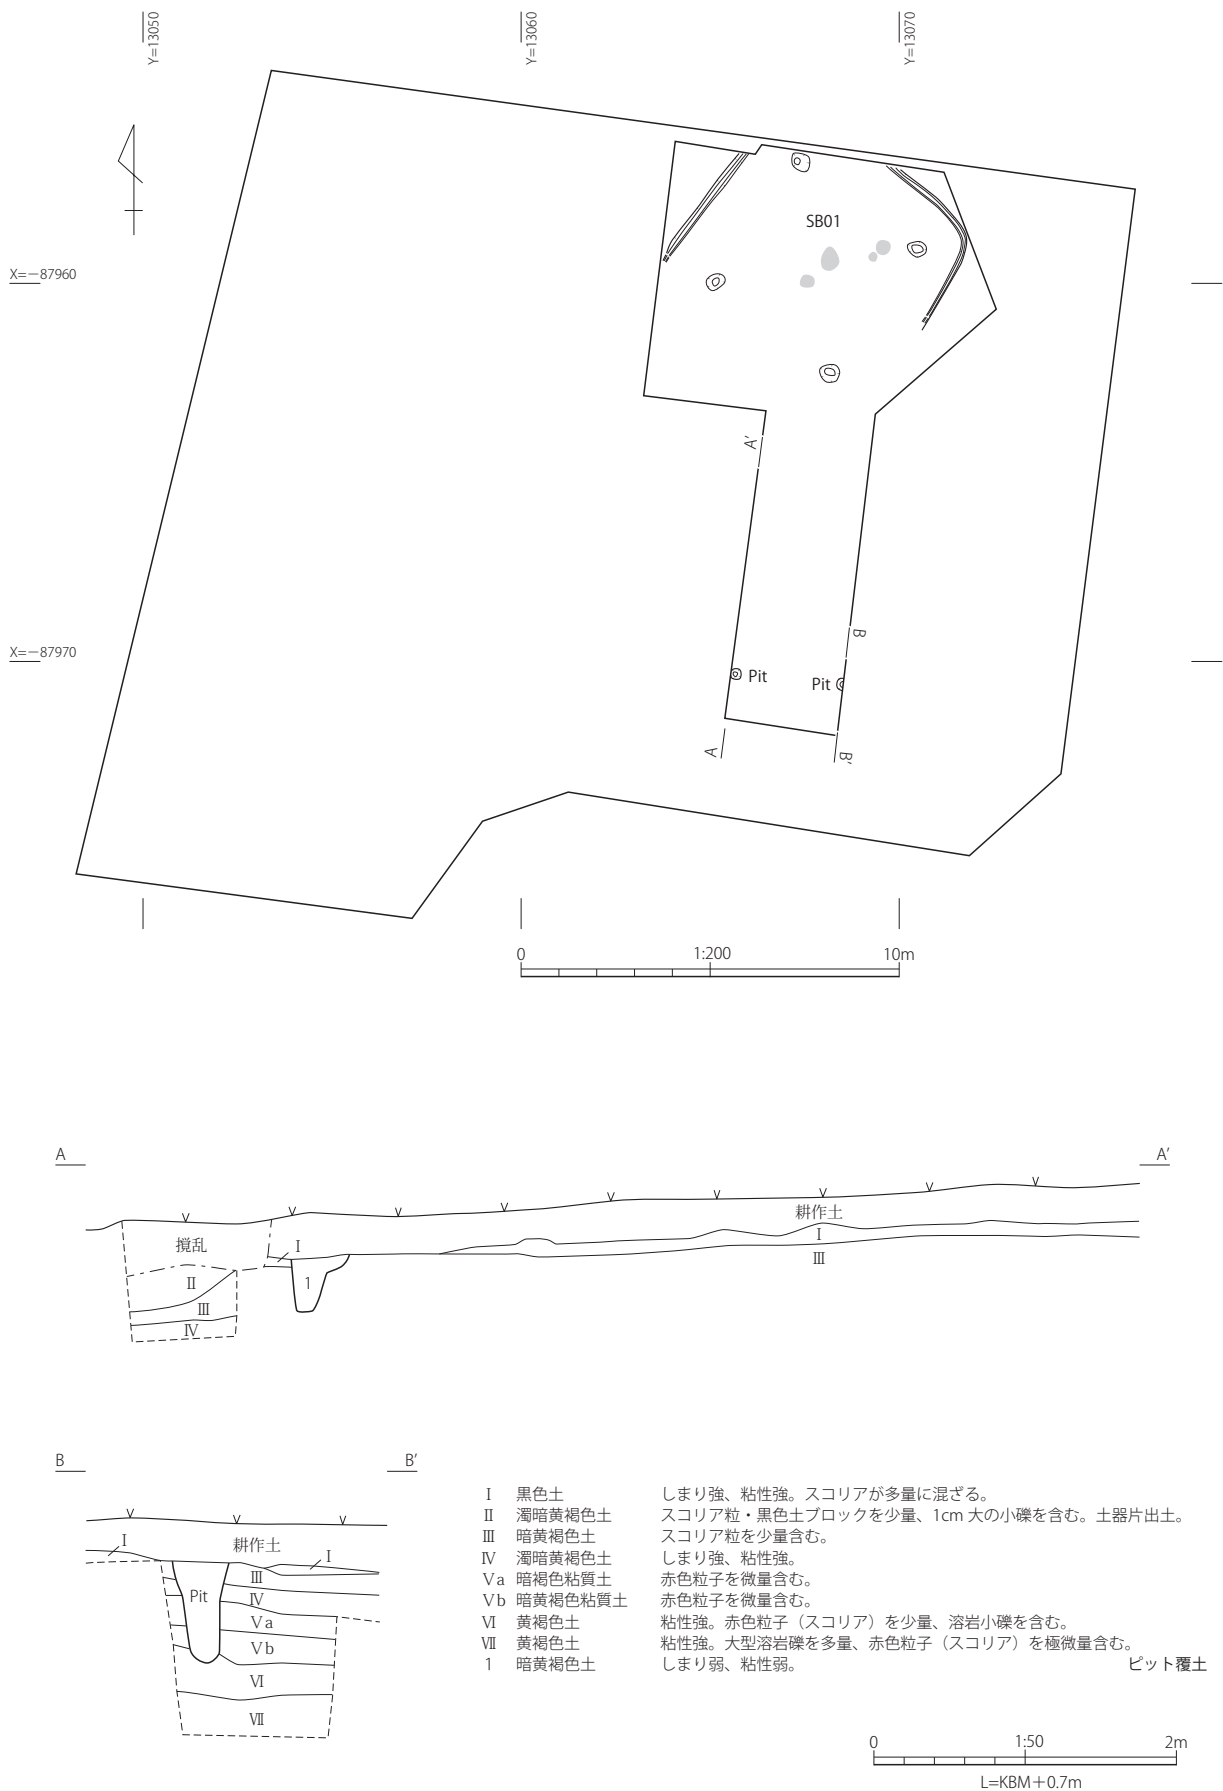 Y=13050
Y=13060
Y=13070
SB01
X=－87960
A'
B
X=－87970
Pit
Pit
A
B'
0 1:200 10m
A A'
耕作土
撹乱
Ⅰ
Ⅰ
Ⅲ
Ⅱ
1
Ⅲ
Ⅳ
B B'
Ⅰ
耕作土
Ⅰ
Ⅲ
Pit
Ⅳ
Ⅴa
Ⅴb
Ⅵ
Ⅶ
Ⅰ 黒色土 しまり強、粘性強。スコリアが多量に混ざる。
Ⅱ 濁暗黄褐色土 スコリア粒・黒色土ブロックを少量、1cm 大の小礫を含む。土器片出土。
Ⅲ 暗黄褐色土 スコリア粒を少量含む。
Ⅳ 濁暗黄褐色土 しまり強、粘性強。
Ⅴa 暗褐色粘質土 赤色粒子を微量含む。
Ⅴb 暗黄褐色粘質土 赤色粒子を微量含む。
Ⅵ 黄褐色土 粘性強。赤色粒子（スコリア）を少量、溶岩小礫を含む。
Ⅶ 黄褐色土 粘性強。大型溶岩礫を多量、赤色粒子（スコリア）を極微量含む。
1 暗黄褐色土 しまり弱、粘性弱。 ピット覆土
0 1:50 2m
L=KBM＋0.7m